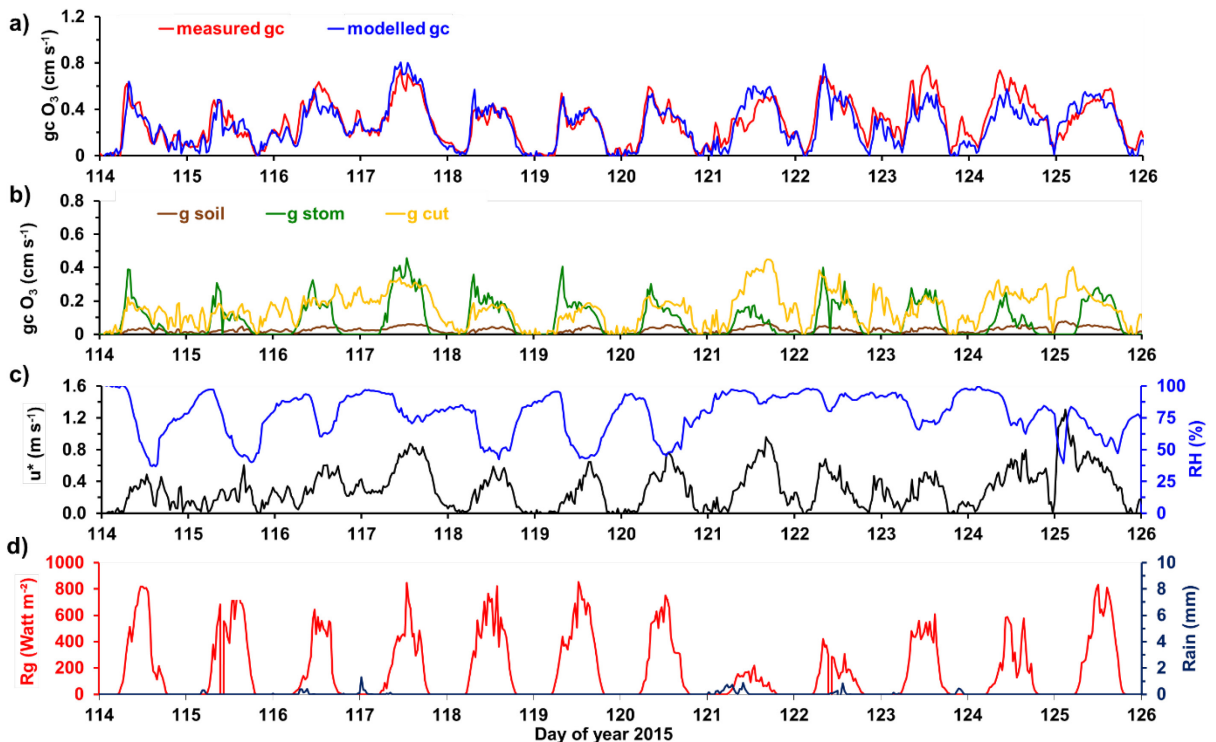 a)
measured gc modelled gc
gc O₃ (cm s⁻¹)
1.2
0.8
0.4
0
114 115 116 117 118 119 120 121 122 123 124 125 126
b)
g soil g stom g cut
gc O₃ (cm s⁻¹)
0.8
0.6
0.4
0.2
0
114 115 116 117 118 119 120 121 122 123 124 125 126
c)
u* (m s⁻¹)
1.6
1.2
0.8
0.4
0.0
100
75
50
25
0
RH (%)
114 115 116 117 118 119 120 121 122 123 124 125 126
d)
Rg (Watt m⁻²)
1000
800
600
400
200
0
10
8
6
4
2
0
Rain (mm)
114 115 116 117 118 119 120 121 122 123 124 125 126
Day of year 2015